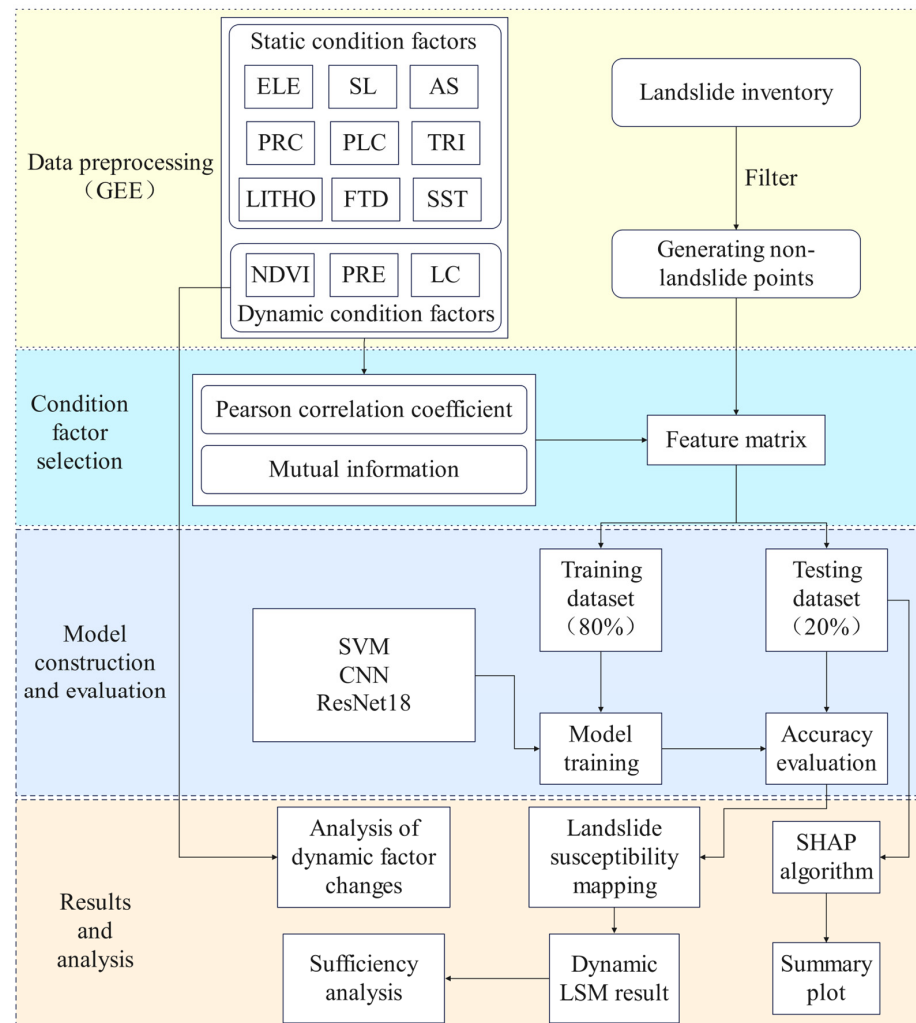 Data preprocessing
（GEE）
Static condition factors
ELE
SL
AS
PRC
PLC
TRI
LITHO
FTD
SST
NDVI
PRE
LC
Dynamic condition factors
Landslide inventory
Filter
Generating non-
landslide points
Condition
factor
selection
Pearson correlation coefficient
Mutual information
Feature matrix
Model
construction
and evaluation
SVM
CNN
ResNet18
Training
dataset
（80%）
Testing
dataset
（20%）
Model
training
Accuracy
evaluation
Results
and
analysis
Analysis of
dynamic factor
changes
Landslide
susceptibility
mapping
SHAP
algorithm
Sufficiency
analysis
Dynamic
LSM result
Summary
plot